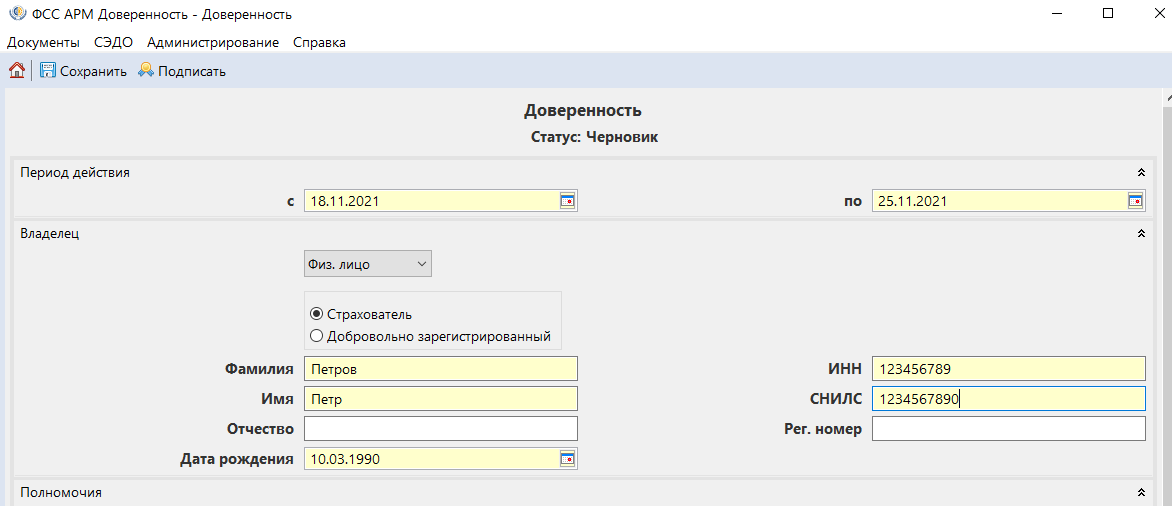 ФСС АРМ Доверенность - Доверенность
Документы СЭДО Администрирование Справка
Сохранить Подписать
Доверенность
Статус: Черновик
Период действия
с 18.11.2021 по 25.11.2021
Владелец
Физ. лицо
Страхователь
Добровольно зарегистрированный
Фамилия Петров ИНН 123456789
Имя Петр СНИЛС 1234567890
Отчество Рег. номер
Дата рождения 10.03.1990
Полномочия